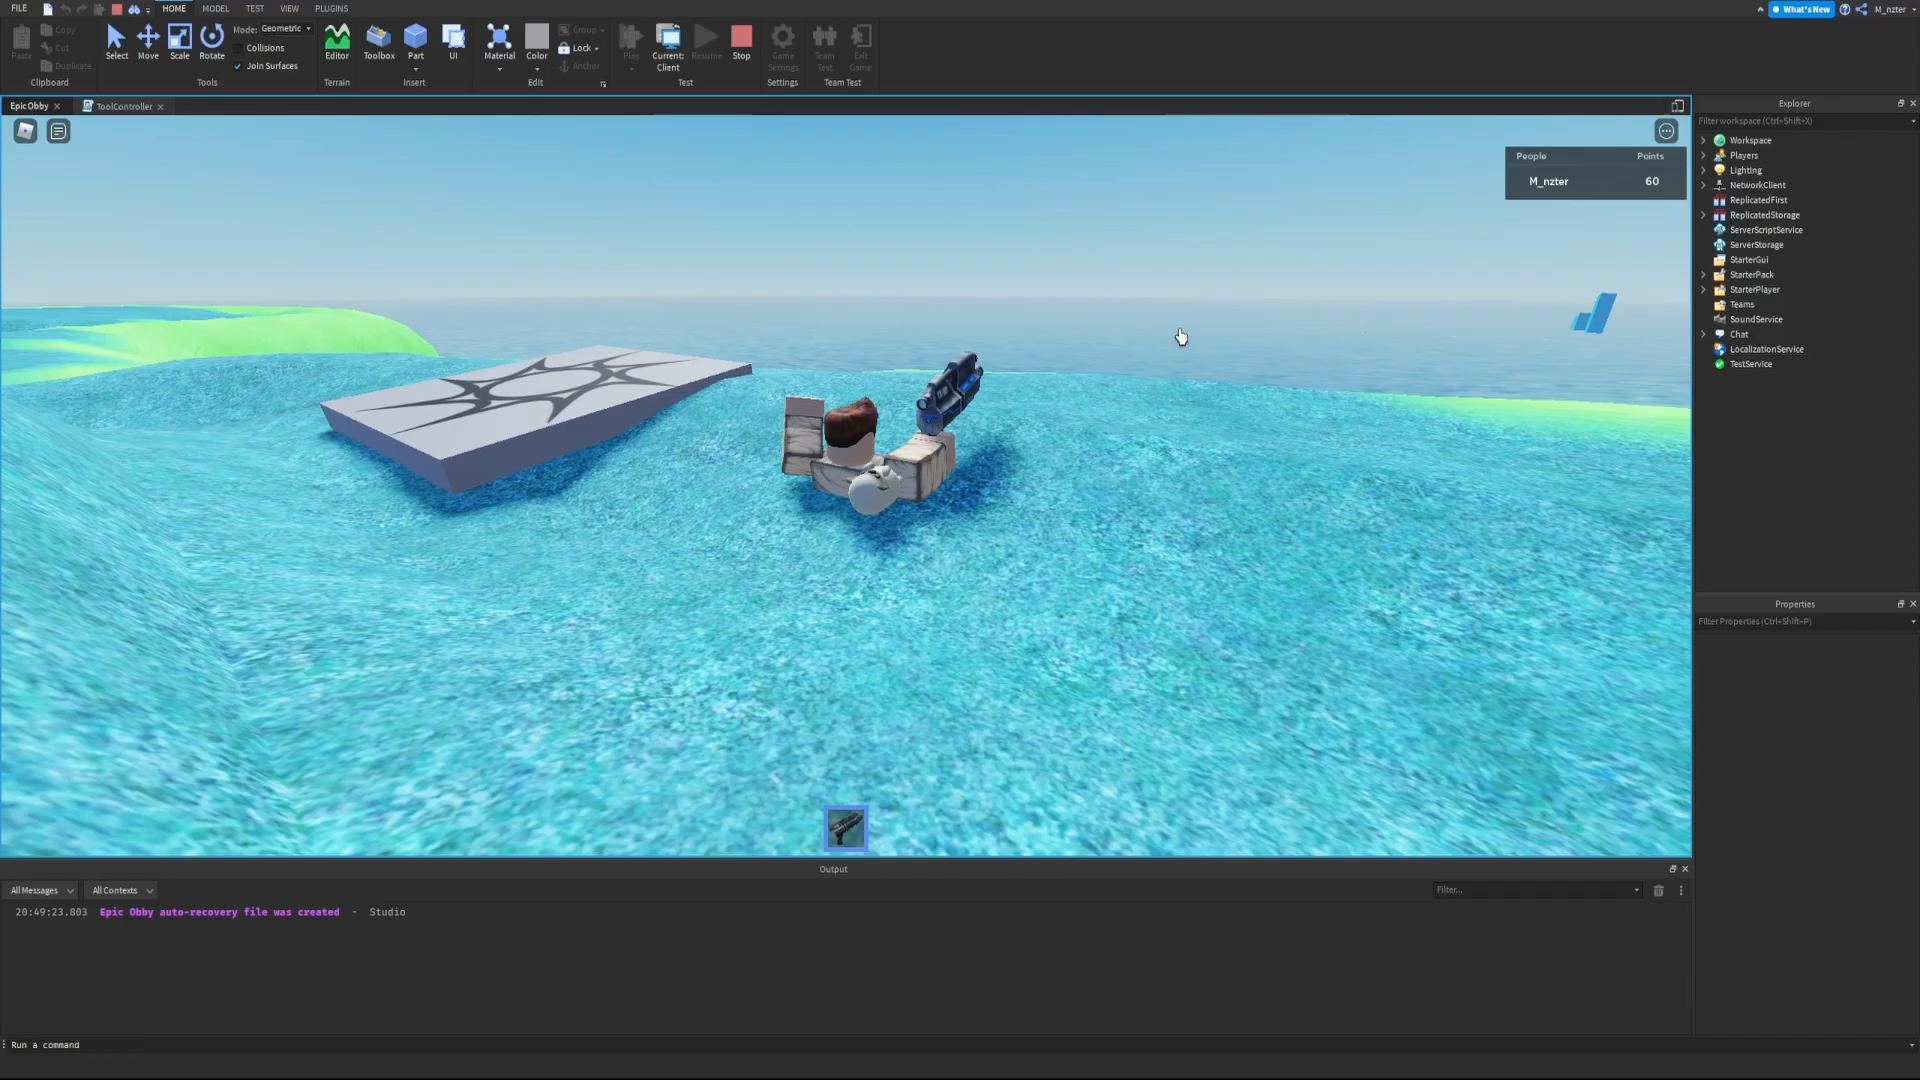 FILE HOME MODEL TEST VIEW PLUGINS
What's New M_nzter
Paste Copy Cut Duplicate Clipboard
Select Move Scale Rotate Mode: Geometric Collisions Join Surfaces Tools
Editor Terrain
Toolbox Part UI Insert
Material Color Group Lock Anchor Edit
Play Current: Client Resume Stop Test
Game Settings Settings
Team Test Exit Game Team Test
Epic Obby ToolController
People Points
M_nzter 60
Explorer
Filter workspace (Ctrl+Shift+X)
Workspace
Players
Lighting
NetworkClient
ReplicatedFirst
ReplicatedStorage
ServerScriptService
ServerStorage
StarterGui
StarterPack
StarterPlayer
Teams
SoundService
Chat
LocalizationService
TestService
Properties
Filter Properties (Ctrl+Shift+P)
Output
All Messages All Contexts Filter...
20:49:23.803 Epic Obby auto-recovery file was created - Studio
Run a command